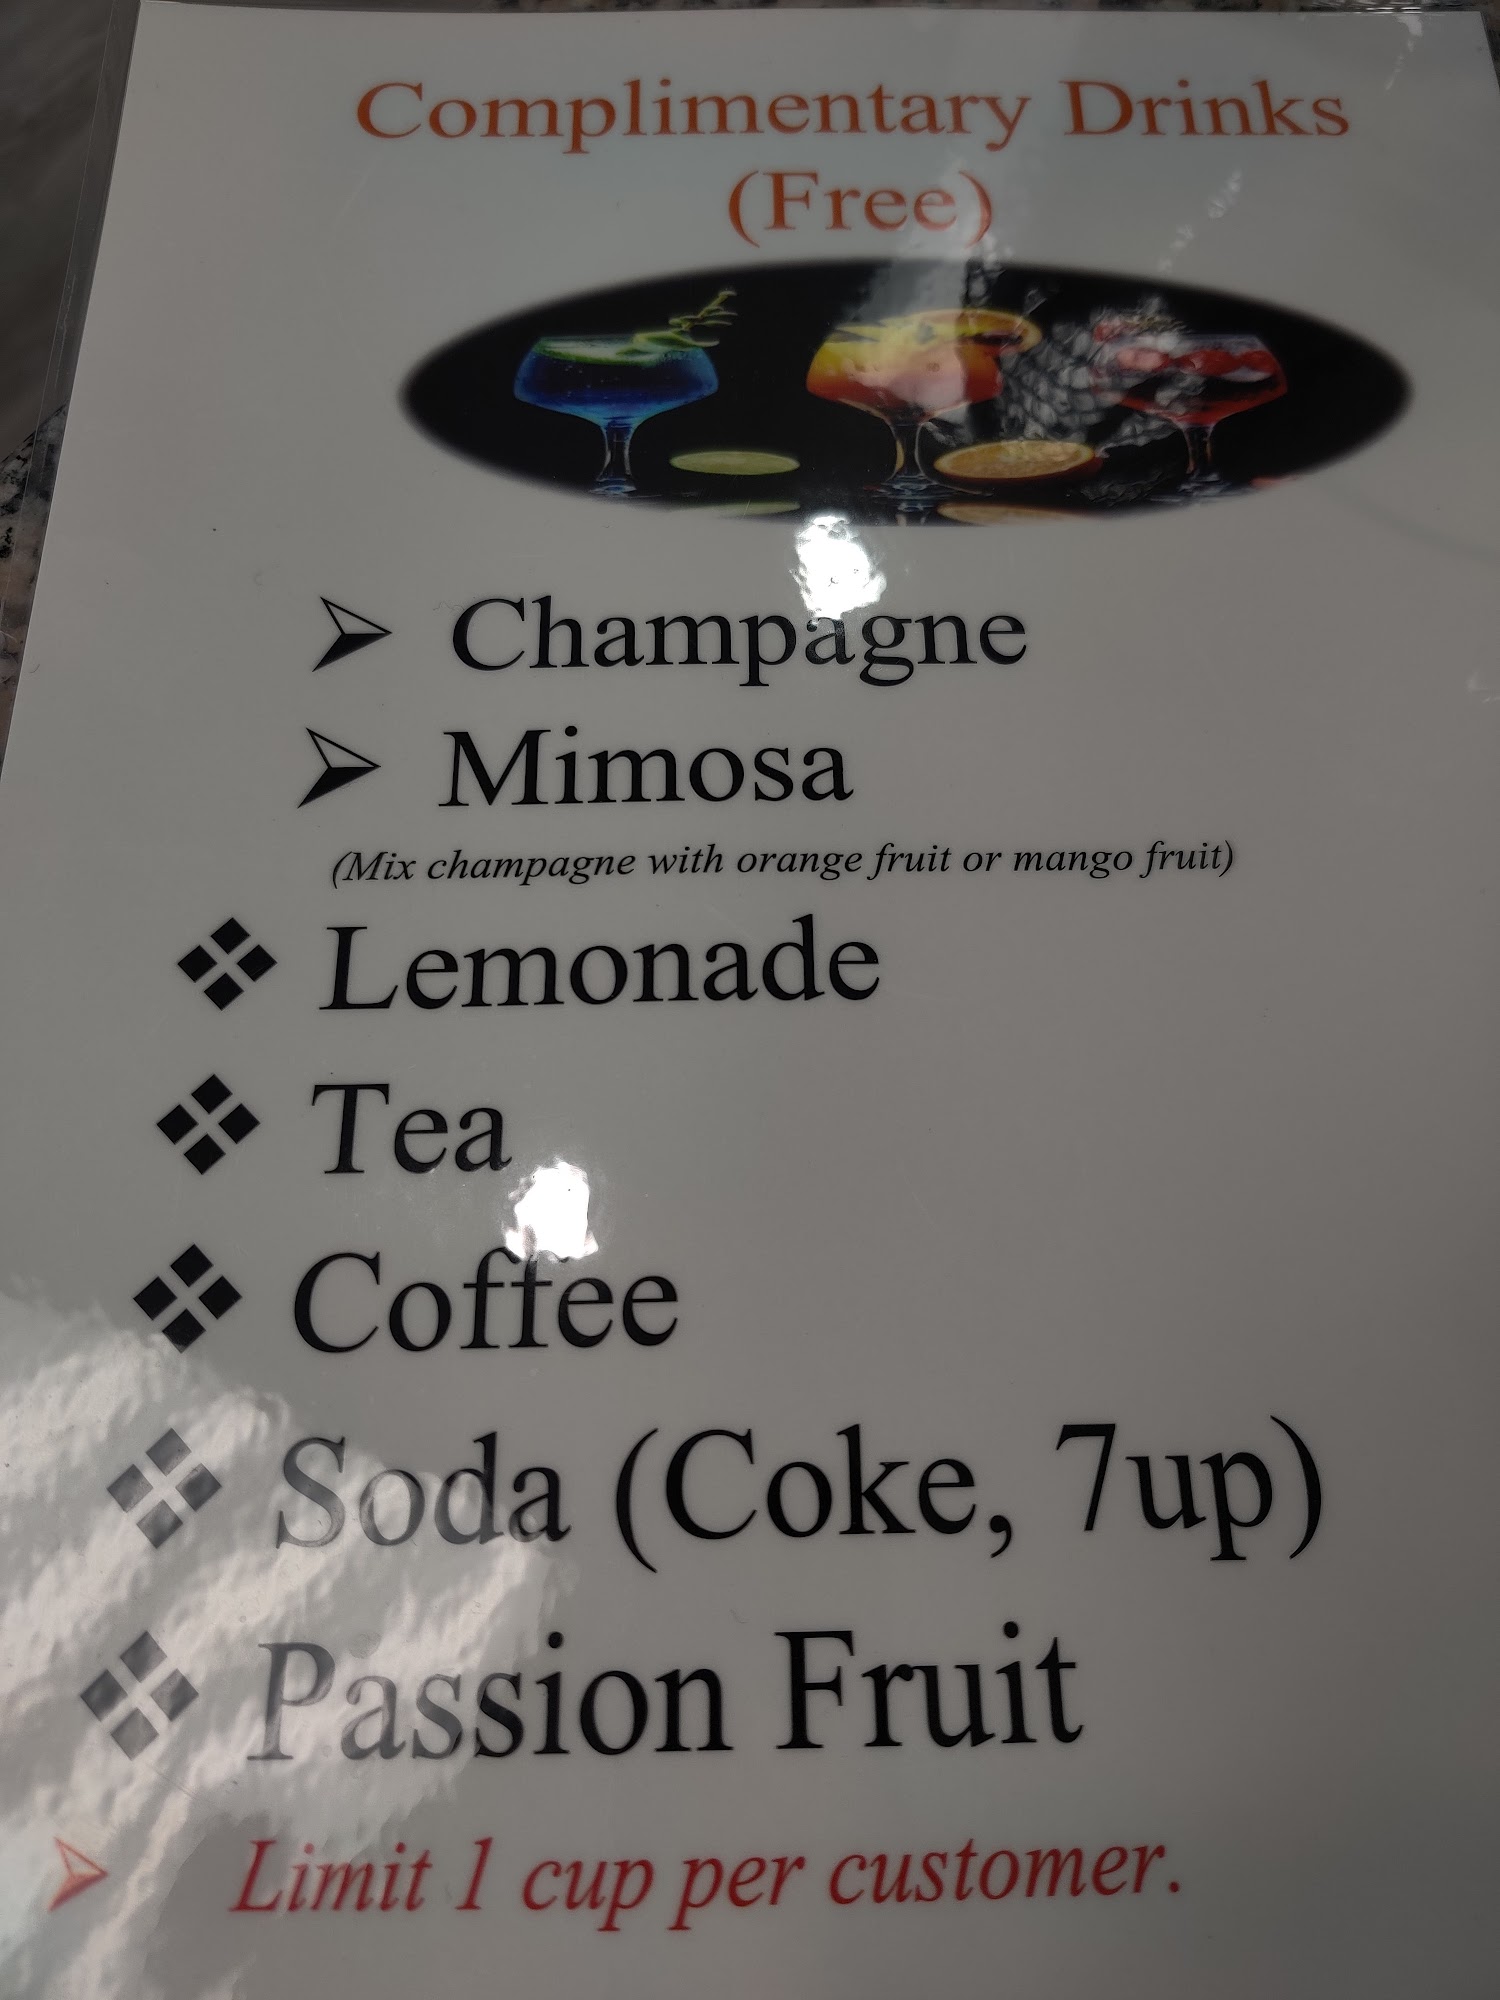 Complimentary Drinks
(Free)
Champagne
Mimosa
(Mix champagne with orange fruit or mango fruit)
Lemonade
Tea
Coffee
Soda (Coke, 7up)
Passion Fruit
Limit 1 cup per customer.